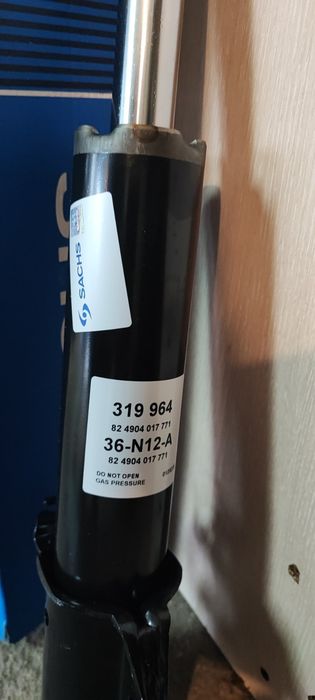 SACHS
319 964
82 4904 017 771
36-N12-A
82 4904 017 771
DO NOT OPEN
GAS PRESSURE